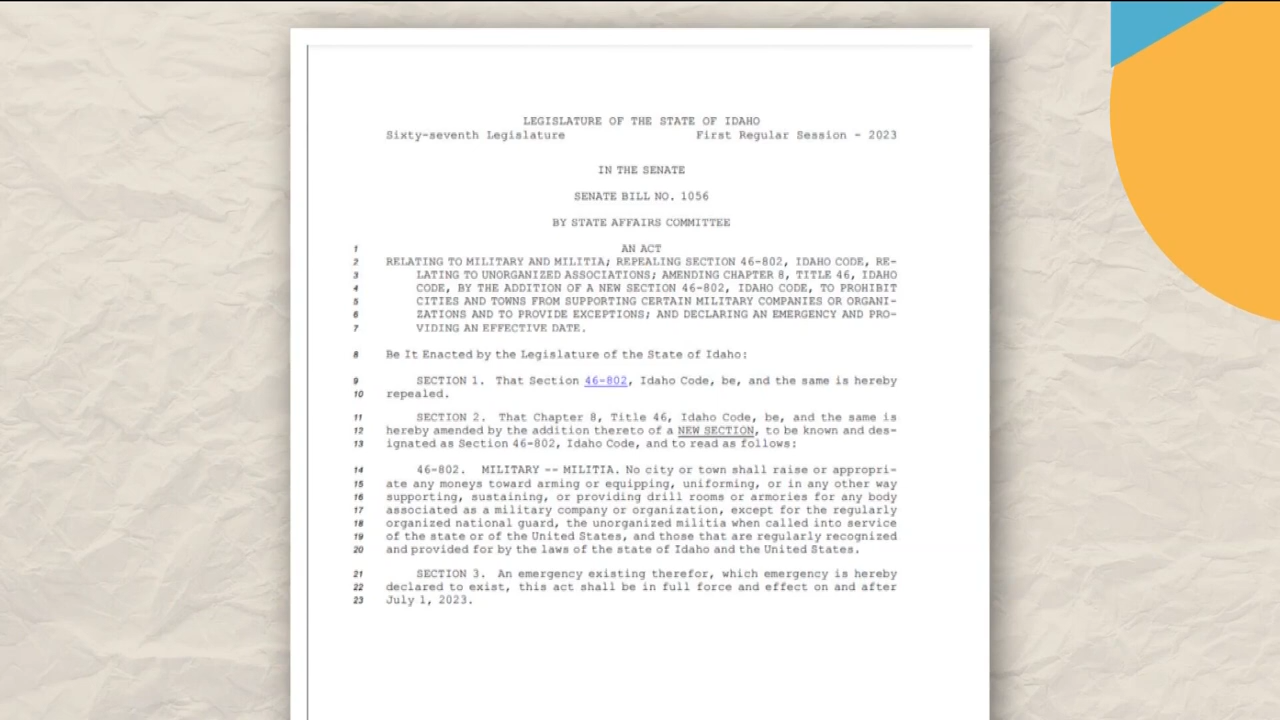 LEGISLATURE OF THE STATE OF IDAHO
Sixty-seventh Legislature First Regular Session - 2023
IN THE SENATE
SENATE BILL NO. 1056
BY STATE AFFAIRS COMMITTEE
1 AN ACT
2 RELATING TO MILITARY AND MILITIA; REPEALING SECTION 46-802, IDAHO CODE, RE-
3 LATING TO UNORGANIZED ASSOCIATIONS; AMENDING CHAPTER 8, TITLE 46, IDAHO
4 CODE, BY THE ADDITION OF A NEW SECTION 46-802, IDAHO CODE, TO PROHIBIT
5 CITIES AND TOWNS FROM SUPPORTING CERTAIN MILITARY COMPANIES OR ORGANI-
6 ZATIONS AND TO PROVIDE EXCEPTIONS; AND DECLARING AN EMERGENCY AND PRO-
7 VIDING AN EFFECTIVE DATE.
8 Be It Enacted by the Legislature of the State of Idaho:
9 SECTION 1. That Section 46-802, Idaho Code, be, and the same is hereby
10 repealed.
11 SECTION 2. That Chapter 8, Title 46, Idaho Code, be, and the same is
12 hereby amended by the addition thereto of a NEW SECTION, to be known and des-
13 ignated as Section 46-802, Idaho Code, and to read as follows:
14 46-802. MILITARY -- MILITIA. No city or town shall raise or appropri-
15 ate any moneys toward arming or equipping, uniforming, or in any other way
16 supporting, sustaining, or providing drill rooms or armories for any body
17 associated as a military company or organization, except for the regularly
18 organized national guard, the unorganized militia when called into service
19 of the state or of the United States, and those that are regularly recognized
20 and provided for by the laws of the state of Idaho and the United States.
21 SECTION 3. An emergency existing therefor, which emergency is hereby
22 declared to exist, this act shall be in full force and effect on and after
23 July 1, 2023.